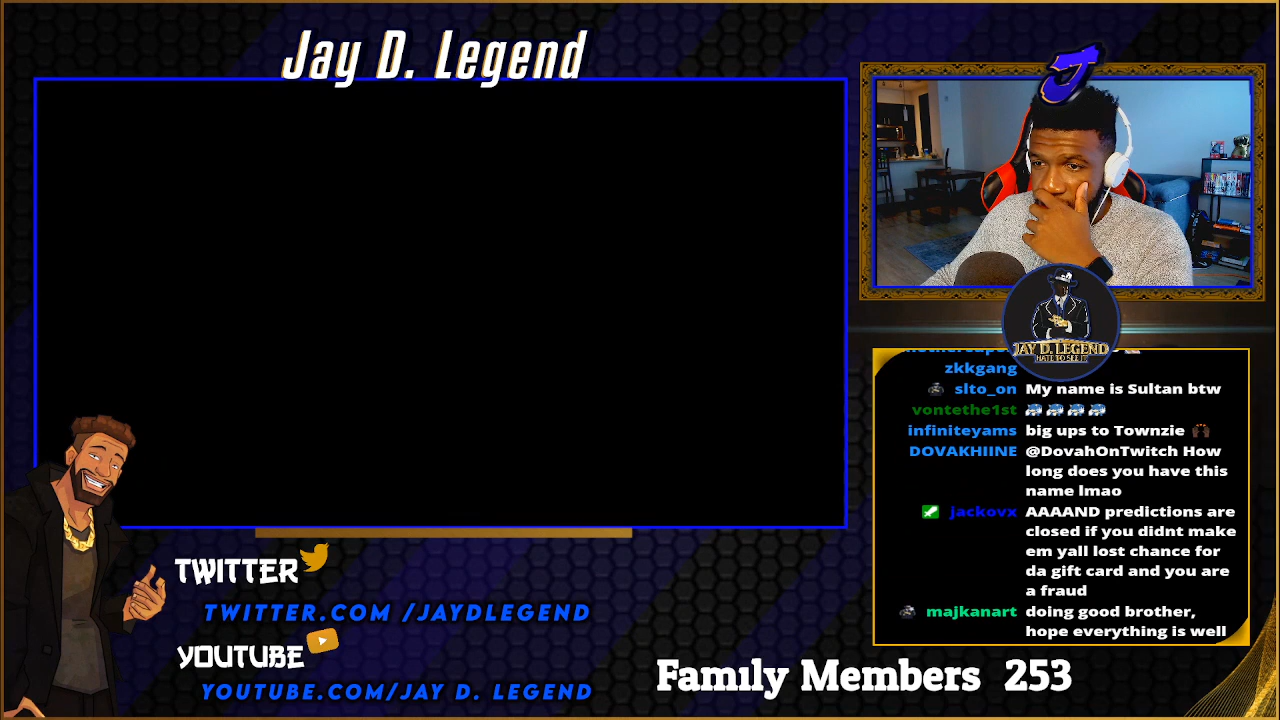 Jay D. Legend
J
JAY D. LEGEND
HATE TO SEE IT
zkkgang
slto_on My name is Sultan btw
vontethe1st
infiniteyams big ups to Townzie
DOVAKHIINE @DovahOnTwitch How
long does you have this
name lmao
jackovx AAAAND predictions are
closed if you didnt make
em yall lost chance for
da gift card and you are
a fraud
majkanart doing good brother,
hope everything is well
TWITTER
TWITTER.COM /JAYDLEGEND
YOUTUBE
YOUTUBE.COM/JAY D. LEGEND
Family Members 253